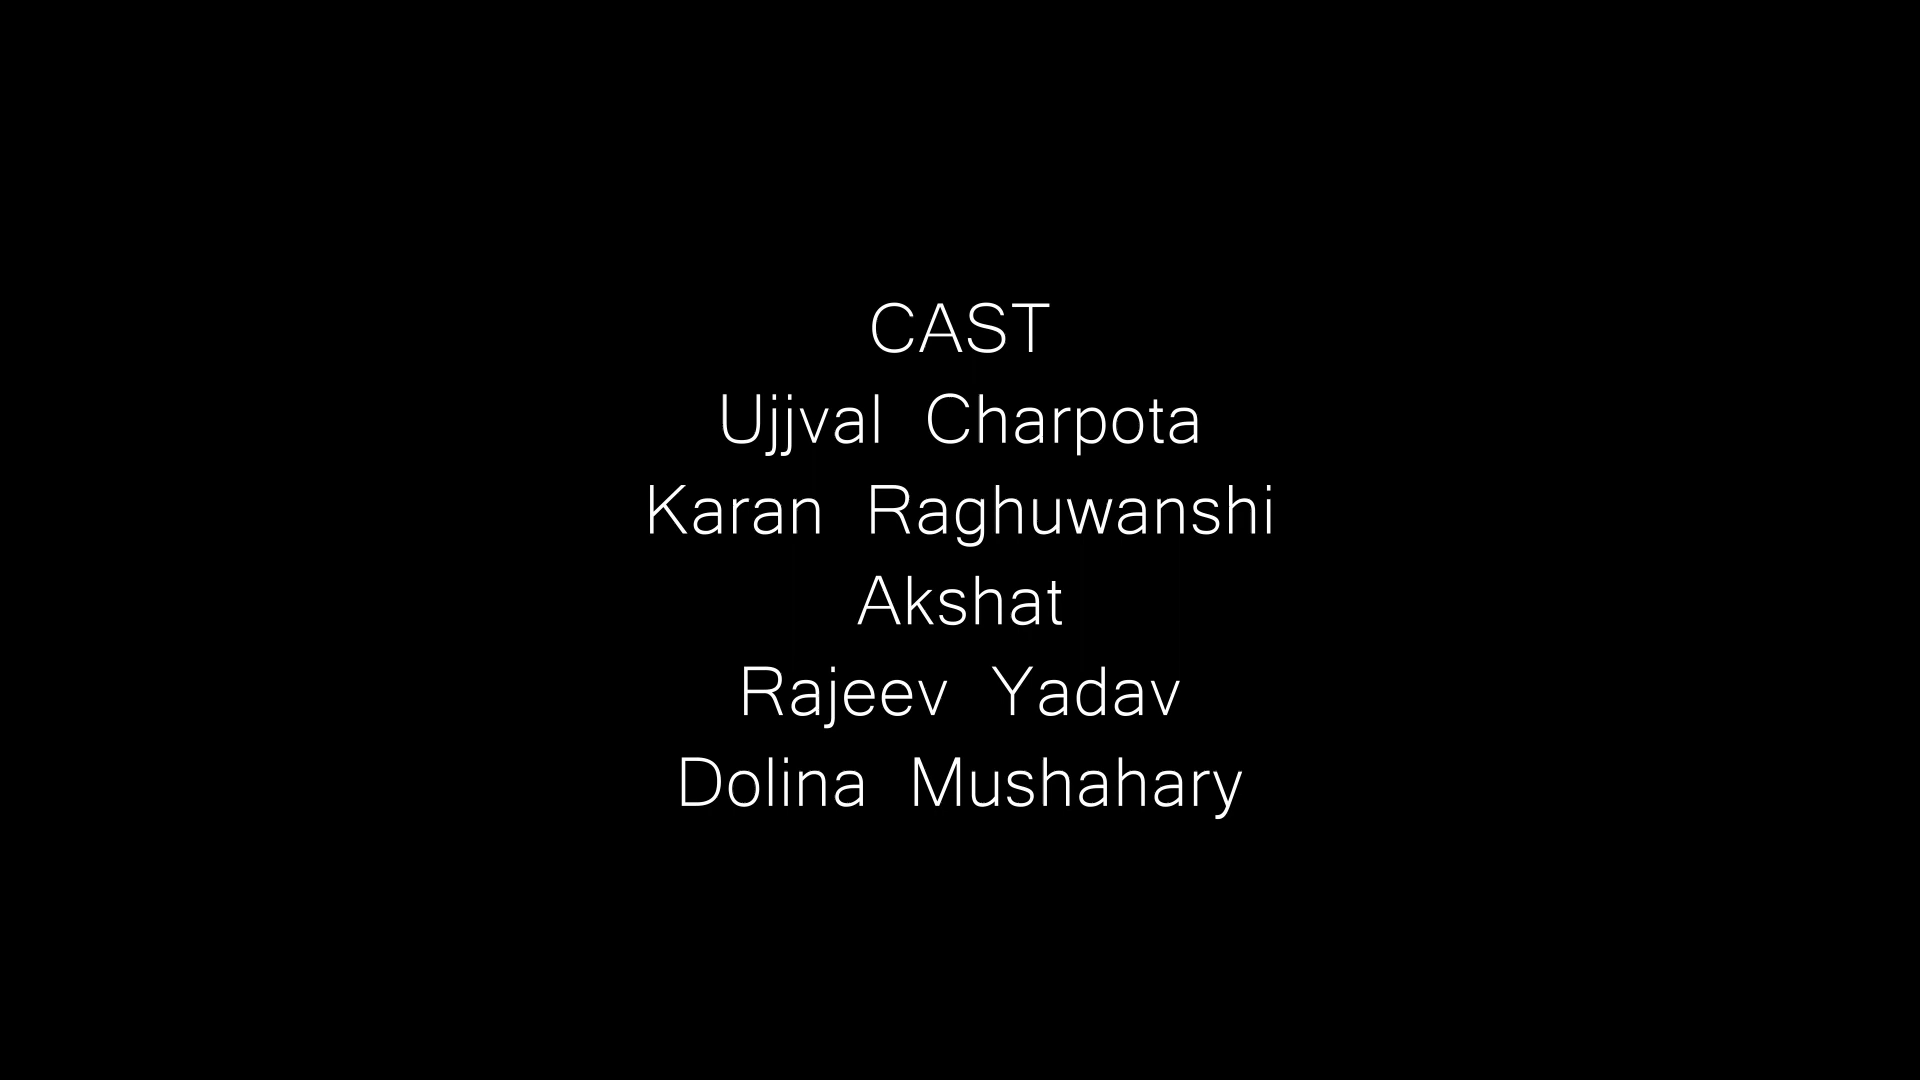 CAST
Ujjval Charpota
Karan Raghuwanshi
Akshat
Rajeev Yadav
Dolina Mushahary